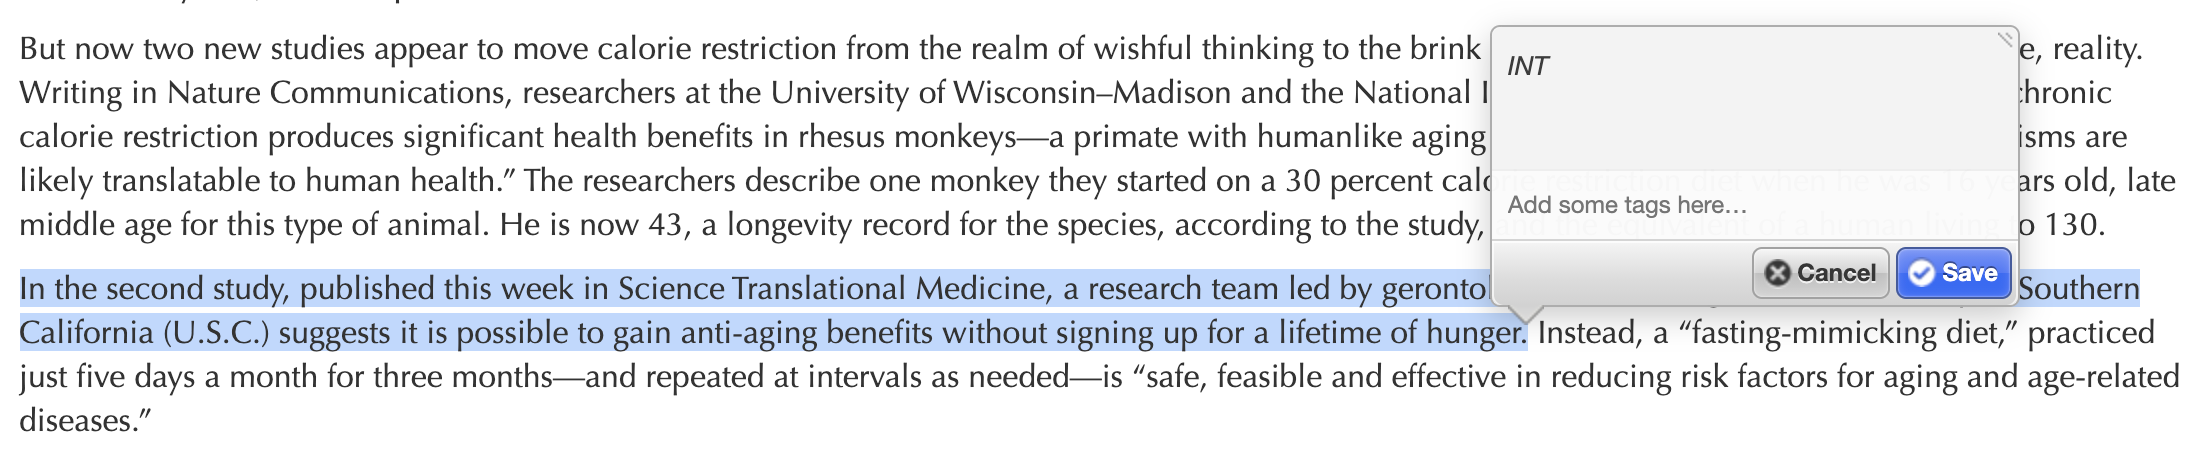 But now two new studies appear to move calorie restriction from the realm of wishful thinking to the brink e, reality.
Writing in Nature Communications, researchers at the University of Wisconsin–Madison and the National chronic
calorie restriction produces significant health benefits in rhesus monkeys—a primate with humanlike aging isms are
likely translatable to human health.” The researchers describe one monkey they started on a 30 percent calorie restriction diet when he was 16 years old, late
middle age for this type of animal. He is now 43, a longevity record for the species, according to the study, and the equivalent of a human living to 130.
INT
Add some tags here...
Cancel Save
In the second study, published this week in Science Translational Medicine, a research team led by geronto Southern
California (U.S.C.) suggests it is possible to gain anti-aging benefits without signing up for a lifetime of hunger. Instead, a “fasting-mimicking diet,” practiced
just five days a month for three months—and repeated at intervals as needed—is “safe, feasible and effective in reducing risk factors for aging and age-related
diseases.”